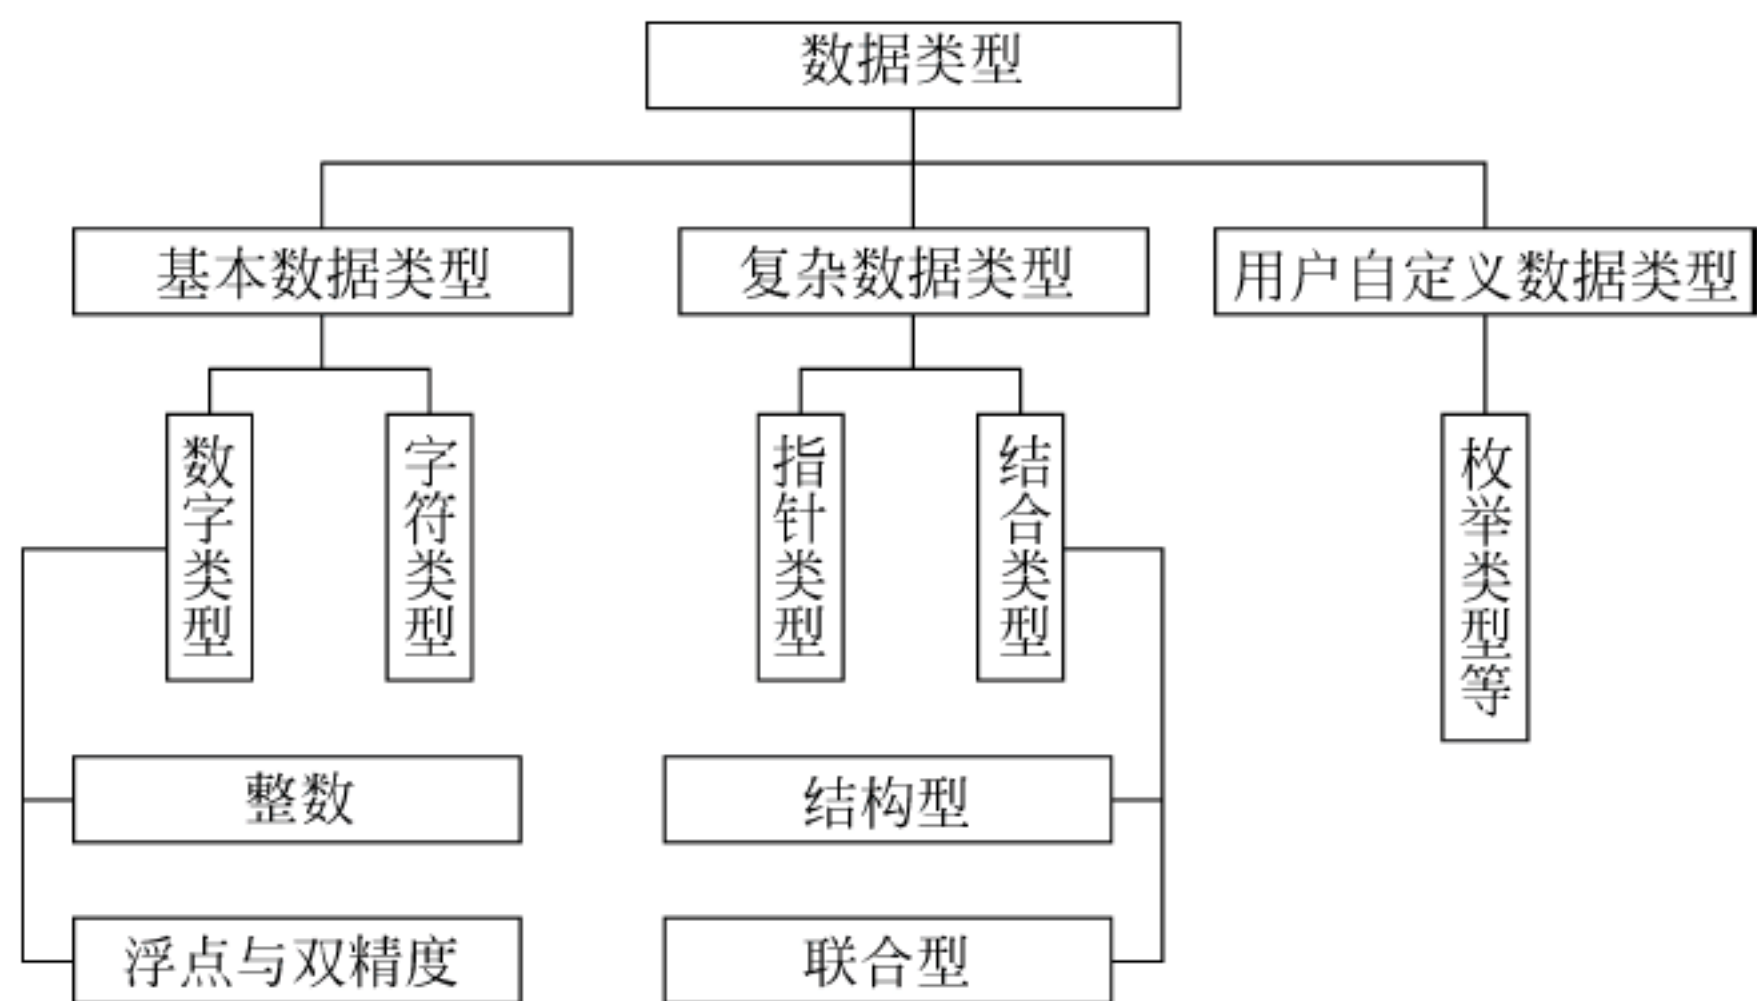 数据类型
基本数据类型
复杂数据类型
用户自定义数据类型
数字类型
字符类型
指针类型
结合类型
枚举类型等
整数
结构型
浮点与双精度
联合型